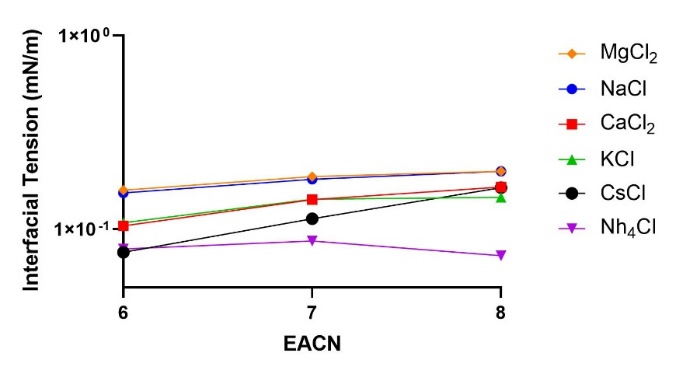 Interfacial Tension (mN/m)
1×10⁰
1×10⁻¹
6 7 8
EACN
MgCl₂
NaCl
CaCl₂
KCl
CsCl
Nh₄Cl